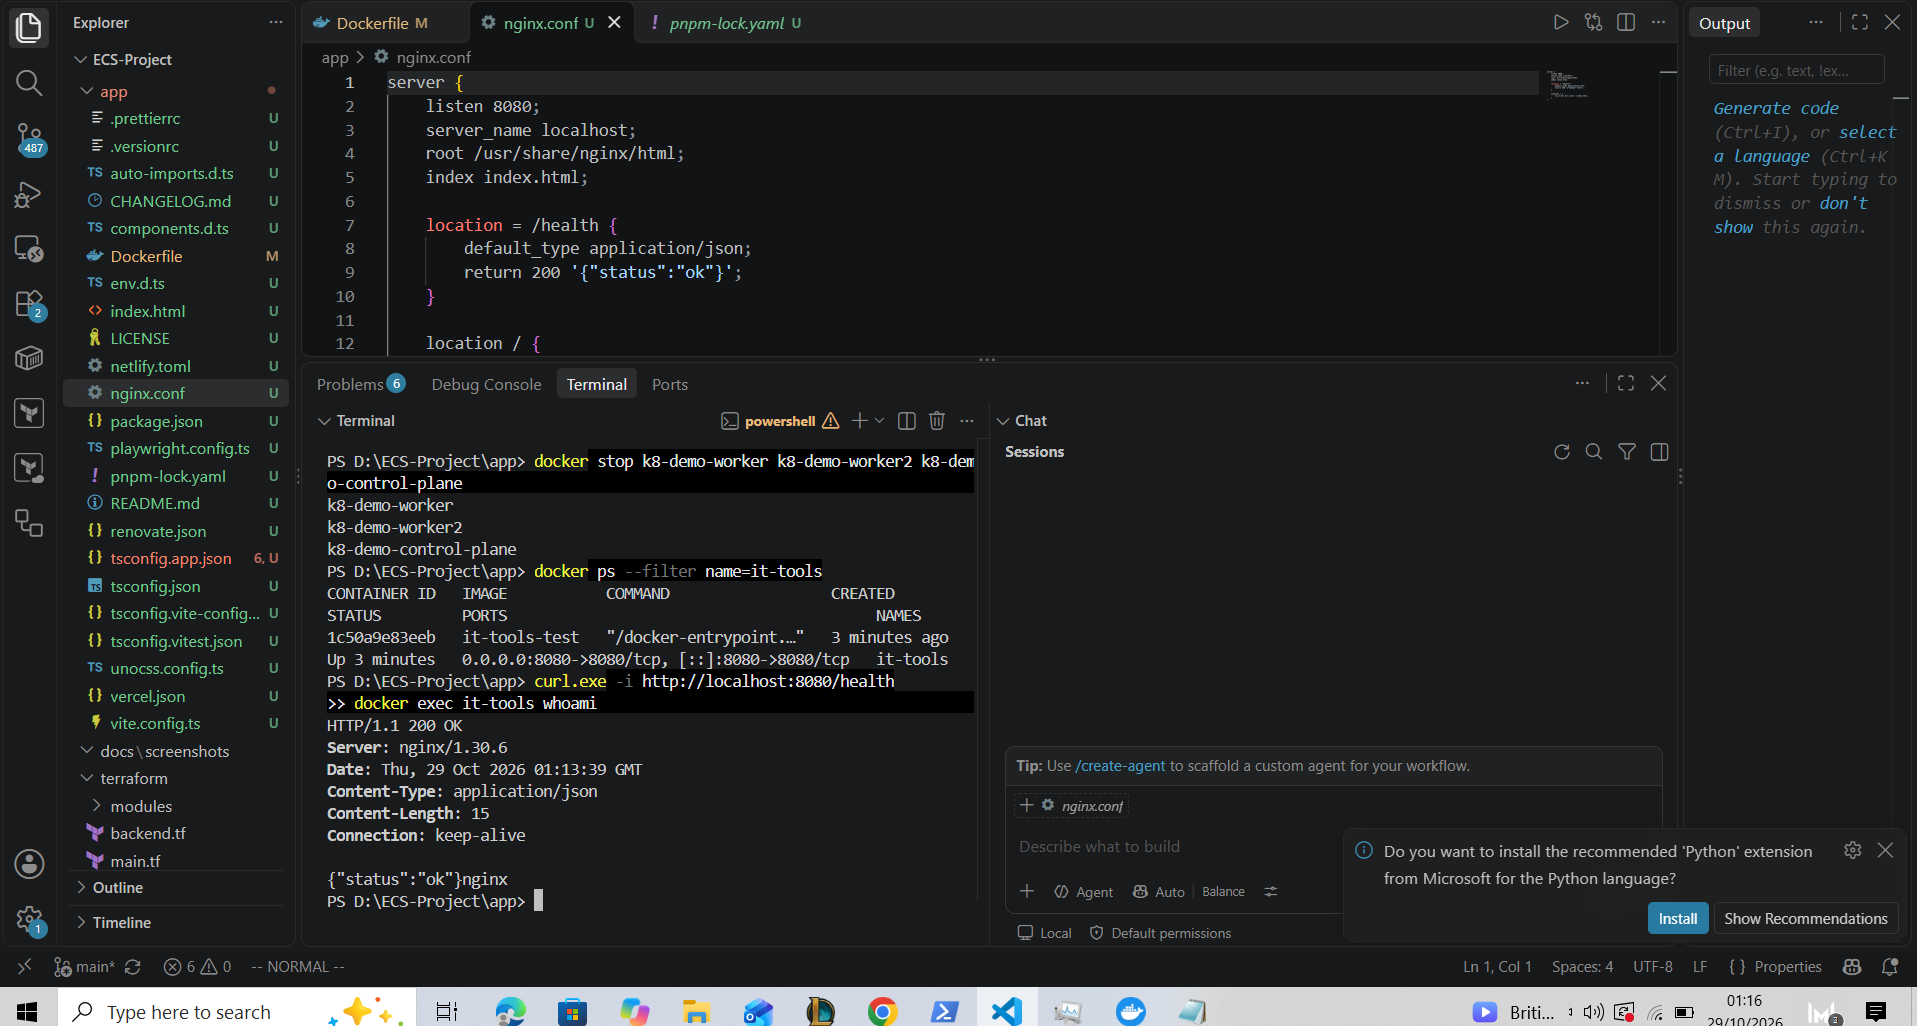 Explorer
ECS-Project
app
.prettierrc U
.versionrc U
TS auto-imports.d.ts U
CHANGELOG.md U
TS components.d.ts U
Dockerfile M
TS env.d.ts U
<> index.html U
LICENSE U
netlify.toml U
nginx.conf U
{} package.json U
TS playwright.config.ts U
! pnpm-lock.yaml U
README.md U
{} renovate.json U
{} tsconfig.app.json 6, U
TS tsconfig.json U
{} tsconfig.vite-config... U
{} tsconfig.vitest.json U
TS unocss.config.ts U
{} vercel.json U
vite.config.ts U
docs\screenshots
terraform
modules
backend.tf
main.tf
Outline
Timeline
487
2
1
Dockerfile M
nginx.conf U
! pnpm-lock.yaml U
app > nginx.conf
1 server {
2 listen 8080;
3 server_name localhost;
4 root /usr/share/nginx/html;
5 index index.html;
6
7 location = /health {
8 default_type application/json;
9 return 200 '{"status":"ok"}';
10 }
11
12 location / {
Problems 6
Debug Console
Terminal
Ports
Terminal
powershell
PS D:\ECS-Project\app> docker stop k8-demo-worker k8-demo-worker2 k8-dem
o-control-plane
k8-demo-worker
k8-demo-worker2
k8-demo-control-plane
PS D:\ECS-Project\app> docker ps --filter name=it-tools
CONTAINER ID IMAGE COMMAND CREATED
STATUS PORTS NAMES
1c50a9e83eeb it-tools-test "/docker-entrypoint.…" 3 minutes ago
Up 3 minutes 0.0.0.0:8080->8080/tcp, [::]:8080->8080/tcp it-tools
PS D:\ECS-Project\app> curl.exe -i http://localhost:8080/health
>> docker exec it-tools whoami
HTTP/1.1 200 OK
Server: nginx/1.30.6
Date: Thu, 29 Oct 2026 01:13:39 GMT
Content-Type: application/json
Content-Length: 15
Connection: keep-alive
{"status":"ok"}nginx
PS D:\ECS-Project\app>
Chat
Sessions
Tip: Use /create-agent to scaffold a custom agent for your workflow.
nginx.conf
Describe what to build
Agent
Auto
Balance
Local
Default permissions
Output
Filter (e.g. text, !ex...
Generate code
(Ctrl+I), or select
a language (Ctrl+K
M). Start typing to
dismiss or don't
show this again.
Do you want to install the recommended 'Python' extension
from Microsoft for the Python language?
Install
Show Recommendations
main*
6
0
-- NORMAL --
Ln 1, Col 1
Spaces: 4
UTF-8
LF
{ } Properties
Type here to search
Briti...
01:16
29/10/2026
3